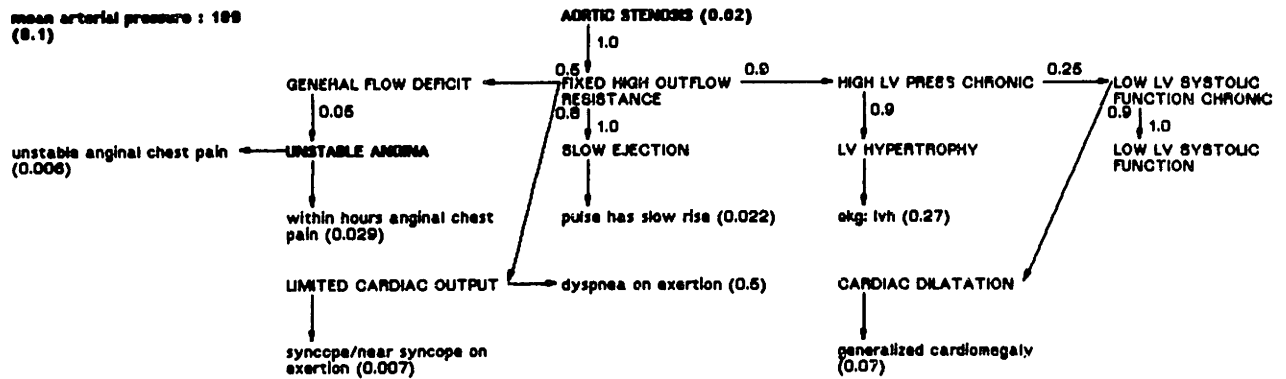 mean arterial pressure : 199
(8.1)
AORTIC STENOSIS (0.02)
1.0
GENERAL FLOW DEFICIT
0.5
FIXED HIGH OUTFLOW
RESISTANCE
0.9
HIGH LV PRESS CHRONIC
0.25
LOW LV SYSTOLIC
FUNCTION CHRONIC
0.05
0.8
1.0
0.9
0.9
1.0
unstable anginal chest pain
(0.006)
UNSTABLE ANGINA
SLOW EJECTION
LV HYPERTROPHY
LOW LV SYSTOLIC
FUNCTION
within hours anginal chest
pain (0.029)
pulse has slow rise (0.022)
ekg: lvh (0.27)
LIMITED CARDIAC OUTPUT
dyspnea on exertion (0.5)
CARDIAC DILATATION
syncope/near syncope on
exertion (0.007)
generalized cardiomegaly
(0.07)